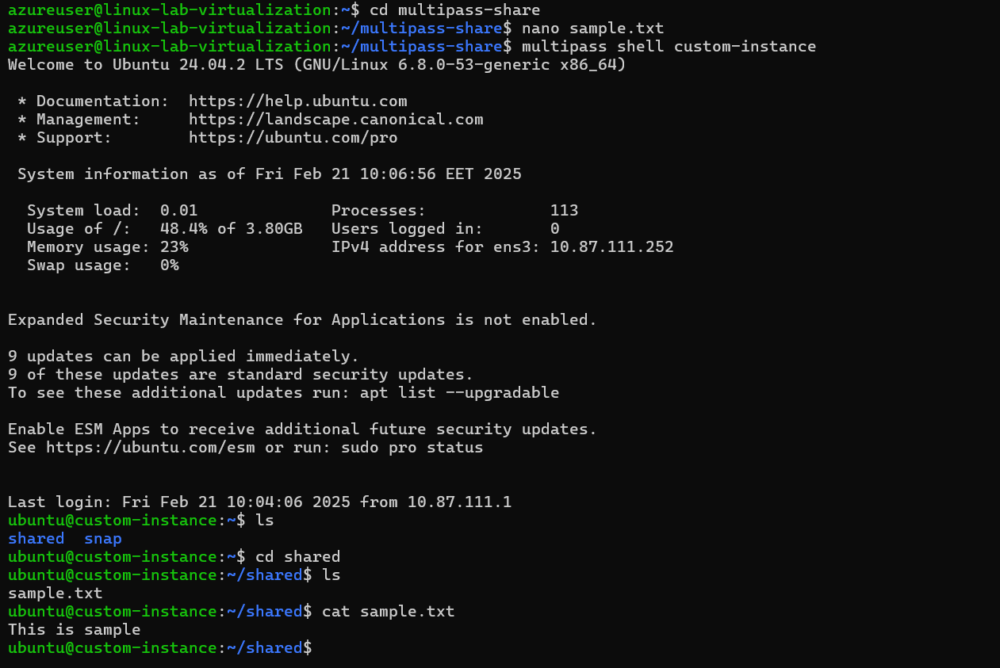 azureuser@linux-lab-virtualization:~$ cd multipass-share
azureuser@linux-lab-virtualization:~/multipass-share$ nano sample.txt
azureuser@linux-lab-virtualization:~/multipass-share$ multipass shell custom-instance
Welcome to Ubuntu 24.04.2 LTS (GNU/Linux 6.8.0-53-generic x86_64)

 * Documentation:  https://help.ubuntu.com
 * Management:     https://landscape.canonical.com
 * Support:        https://ubuntu.com/pro

 System information as of Fri Feb 21 10:06:56 EET 2025

  System load:  0.01              Processes:             113
  Usage of /:   48.4% of 3.80GB   Users logged in:       0
  Memory usage: 23%               IPv4 address for ens3: 10.87.111.252
  Swap usage:   0%


Expanded Security Maintenance for Applications is not enabled.

9 updates can be applied immediately.
9 of these updates are standard security updates.
To see these additional updates run: apt list --upgradable

Enable ESM Apps to receive additional future security updates.
See https://ubuntu.com/esm or run: sudo pro status


Last login: Fri Feb 21 10:04:06 2025 from 10.87.111.1
ubuntu@custom-instance:~$ ls
shared  snap
ubuntu@custom-instance:~$ cd shared
ubuntu@custom-instance:~/shared$ ls
sample.txt
ubuntu@custom-instance:~/shared$ cat sample.txt
This is sample
ubuntu@custom-instance:~/shared$